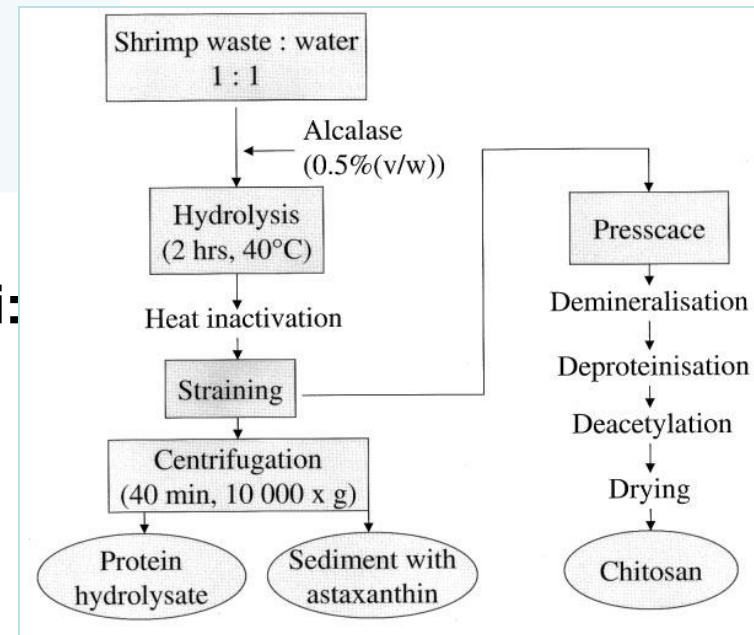 Shrimp waste : water
1 : 1
Alcalase
(0.5%(v/w))
Hydrolysis
(2 hrs, 40°C)
Heat inactivation
Straining
Centrifugation
(40 min, 10 000 x g)
Protein
hydrolysate
Sediment with
astaxanthin
Presscace
Demineralisation
Deproteinisation
Deacetylation
Drying
Chitosan
i: